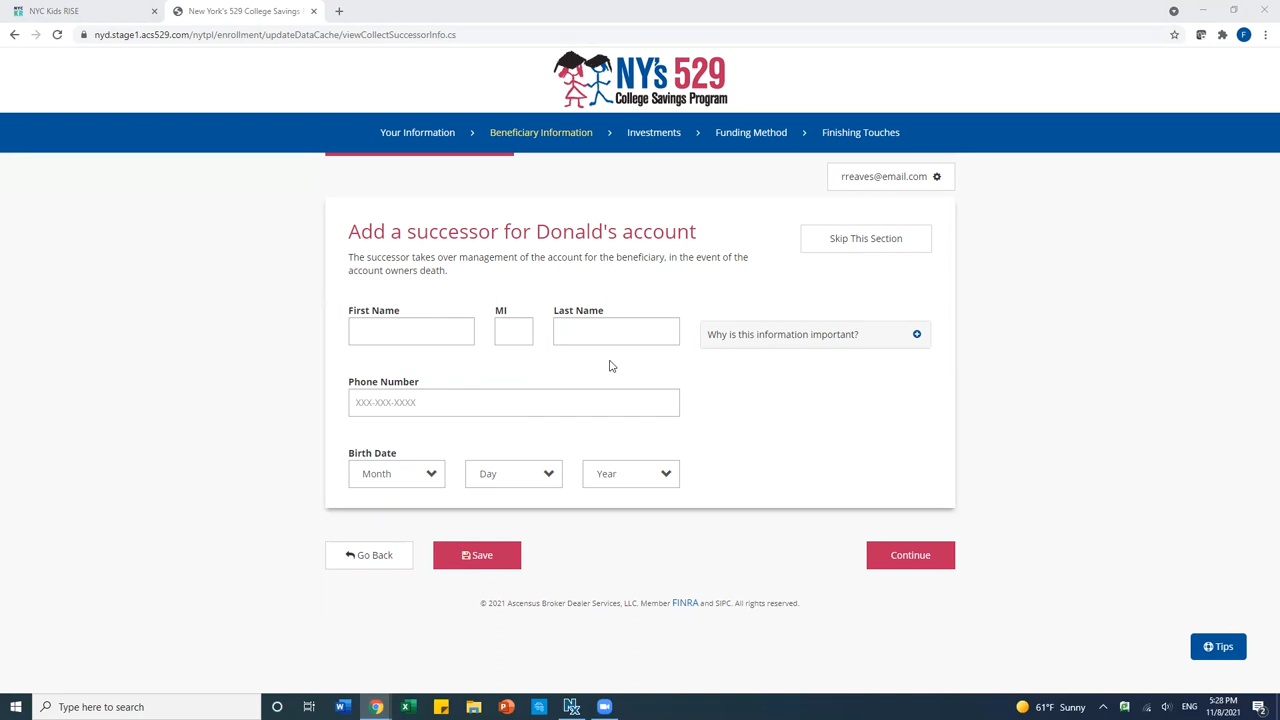 NYC Kids RISE
New York's 529 College Savings
nyd.stage1.acs529.com/nytpl/enrollment/updateDataCache/viewCollectSuccessorInfo.cs
F
NY's 529
College Savings Program
Your Information > Beneficiary Information > Investments > Funding Method > Finishing Touches
rreaves@email.com
Add a successor for Donald's account
Skip This Section
The successor takes over management of the account for the beneficiary, in the event of the
account owners death.
First Name MI Last Name
Why is this information important?
Phone Number
XXX-XXX-XXXX
Birth Date
Month Day Year
Go Back Save Continue
© 2021 Ascensus Broker Dealer Services, LLC. Member FINRA and SIPC. All rights reserved.
Tips
Type here to search
61°F Sunny
ENG
5:28 PM
11/8/2021
2